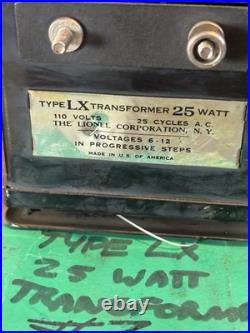 TYPE LX TRANSFORMER 25 WATT
110 VOLTS 25 CYCLES A.C.
THE LIONEL CORPORATION, N.Y.
VOLTAGES 6-12
IN PROGRESSIVE STEPS
MADE IN U.S. OF AMERICA
TYPE LX
25 WATT
TRANSFORM